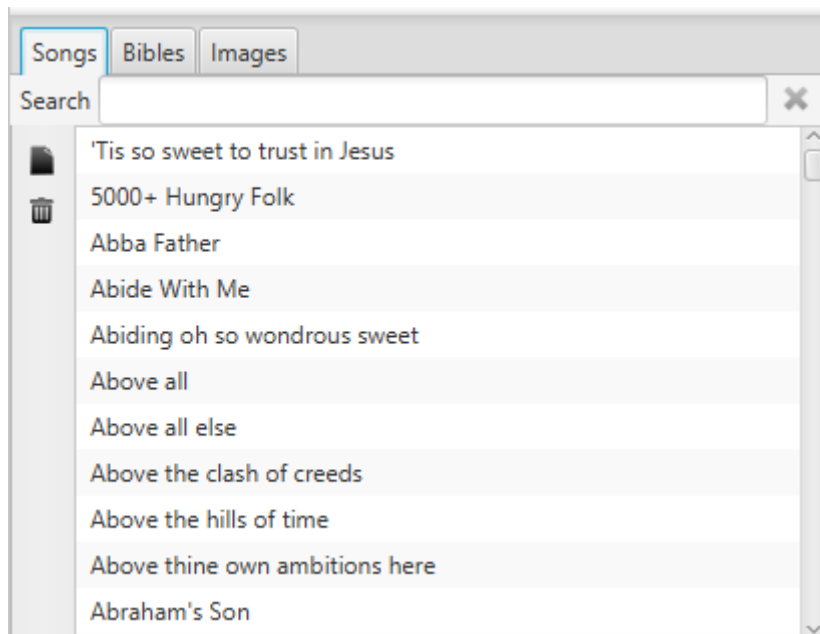 Songs Bibles Images
Search
'Tis so sweet to trust in Jesus
5000+ Hungry Folk
Abba Father
Abide With Me
Abiding oh so wondrous sweet
Above all
Above all else
Above the clash of creeds
Above the hills of time
Above thine own ambitions here
Abraham's Son